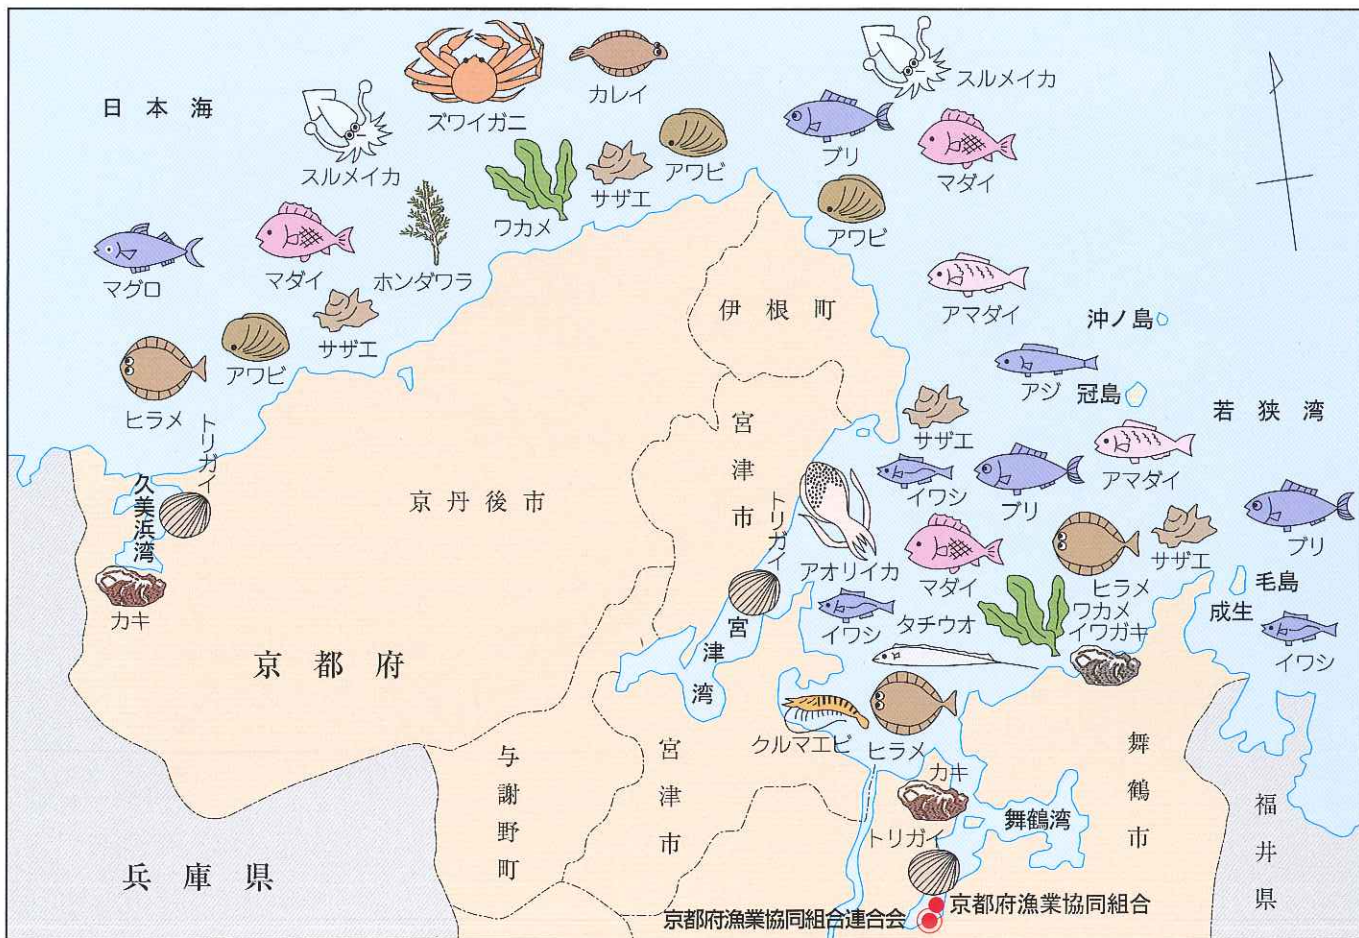 日本海
スルメイカ
ズワイガニ
カレイ
スルメイカ
ブリ
マダイ
アワビ
サザエ
ワカメ
アワビ
マグロ
マダイ
ホンダワラ
サザエ
アワビ
ヒラメ
トリガイ
久美浜湾
カキ
伊根町
アマダイ
沖ノ島
アジ
冠島
若狭湾
サザエ
アマダイ
イワシ
ブリ
ブリ
宮津市
京丹後市
トリガイ
アオリイカ
マダイ
ヒラメ
サザエ
毛島
成生
イワシ
イワシ
タチウオ
ワカメ
イワガキ
宮津湾
京都府
クルマエビ
ヒラメ
カキ
トリガイ
舞鶴湾
舞鶴市
与謝野町
宮津市
兵庫県
福井県
京都府漁業協同組合
京都府漁業協同組合連合会